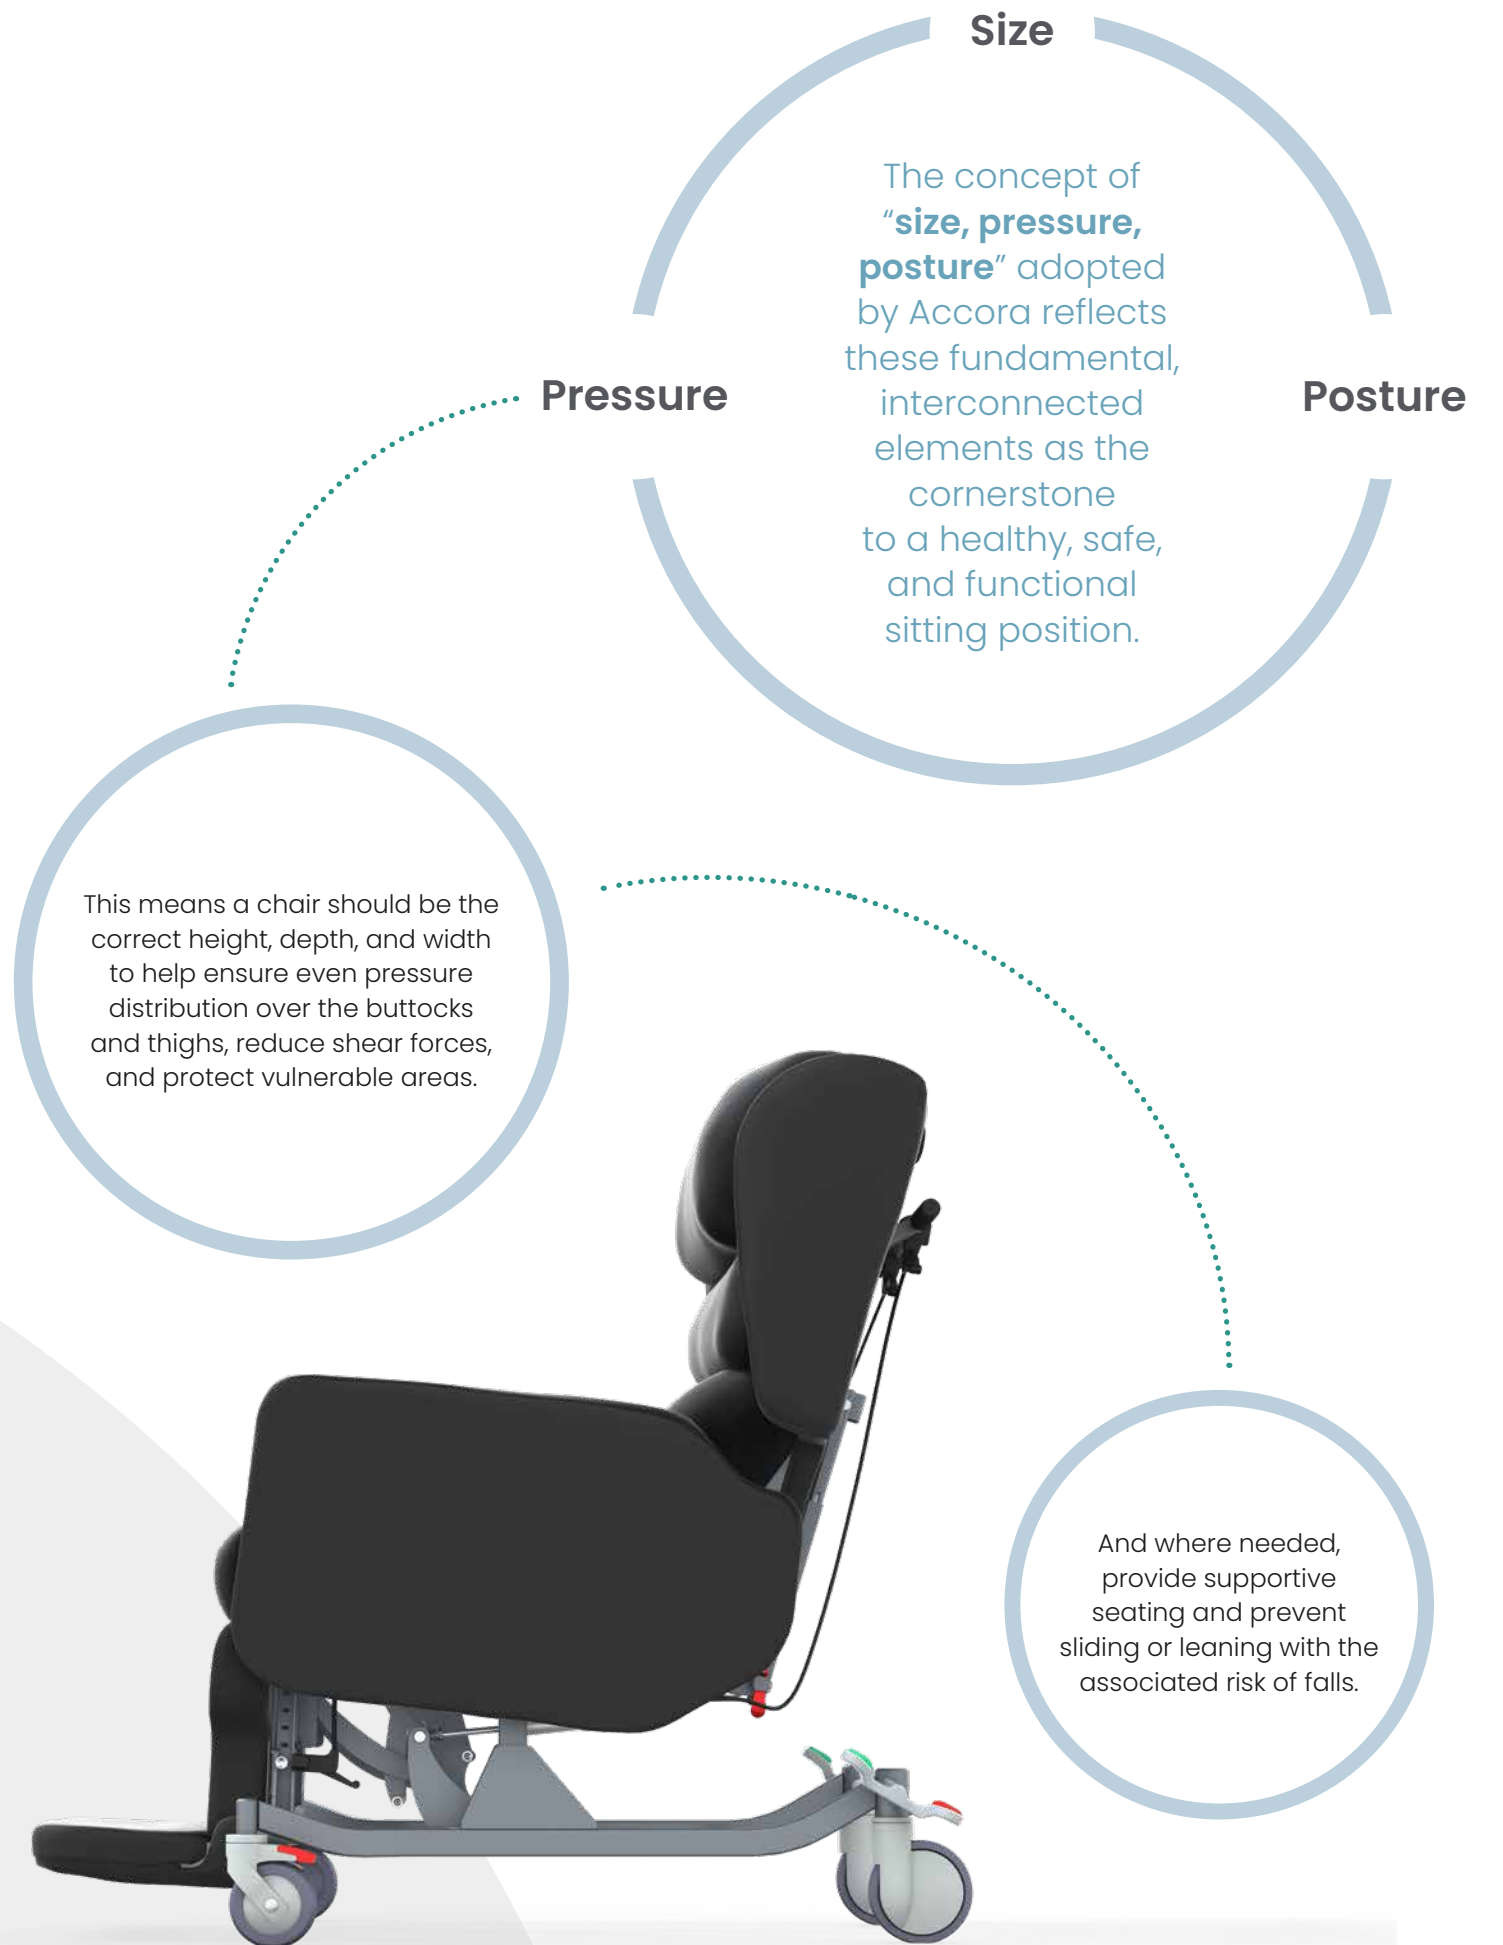 Size
The concept of
“size, pressure,
posture” adopted
by Accora reflects
these fundamental,
interconnected
elements as the
cornerstone
to a healthy, safe,
and functional
sitting position.
Pressure
Posture
This means a chair should be the
correct height, depth, and width
to help ensure even pressure
distribution over the buttocks
and thighs, reduce shear forces,
and protect vulnerable areas.
And where needed,
provide supportive
seating and prevent
sliding or leaning with the
associated risk of falls.